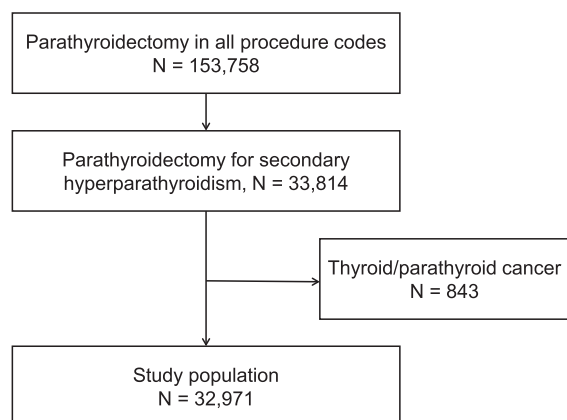 Parathyroidectomy in all procedure codes
N = 153,758
Parathyroidectomy for secondary
hyperparathyroidism, N = 33,814
Thyroid/parathyroid cancer
N = 843
Study population
N = 32,971